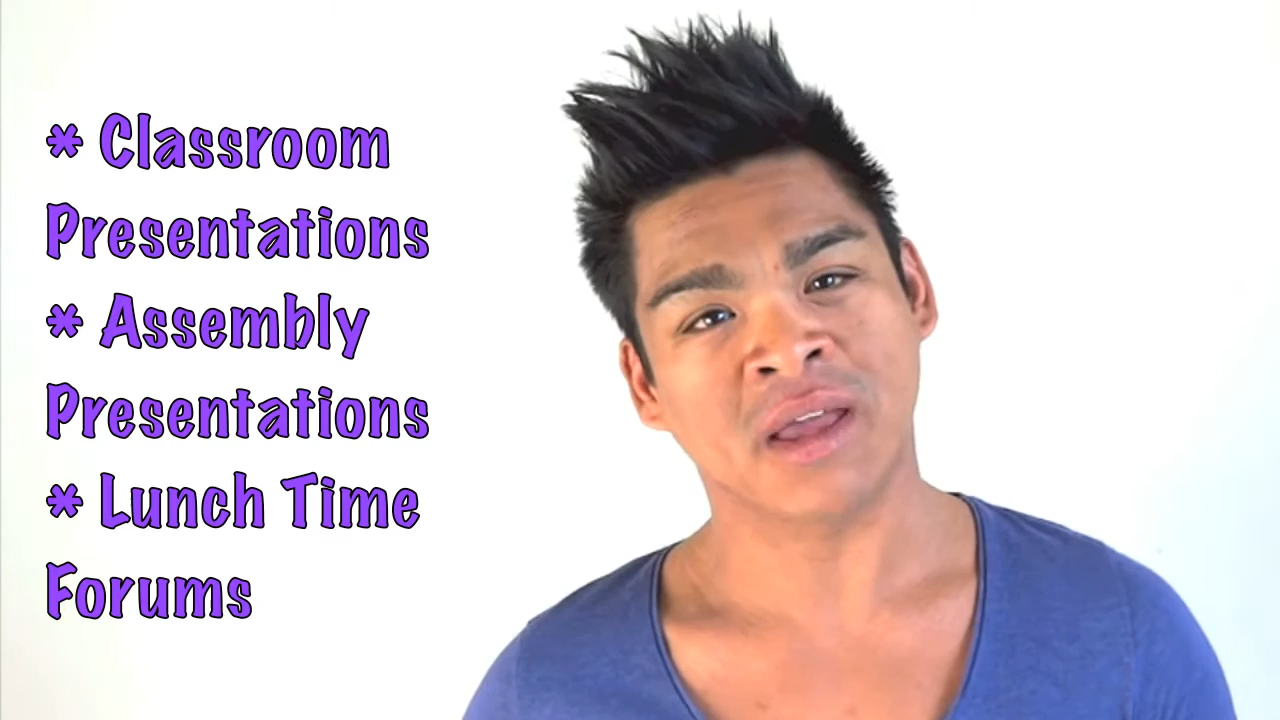 * Classroom
Presentations
* Assembly
Presentations
* Lunch Time
Forums